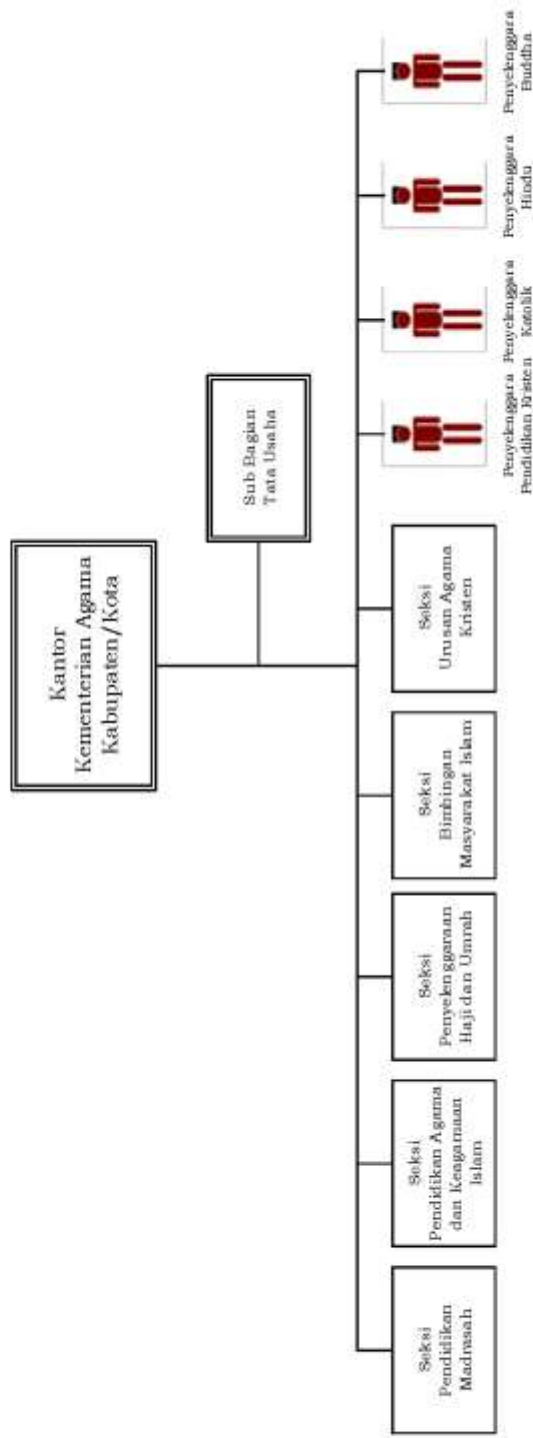 Kantor
Kementerian Agama
Kabupaten/Kota
Sub Bagian
Tata Usaha
Seksi
Pendidikan
Madrasah
Seksi
Pendidikan Agama
dan Keagamaan
Islam
Seksi
Penyelenggaraan
Haji dan Umrah
Seksi
Bimbingan
Masyarakat Islam
Seksi
Urusan Agama
Kristen
Penyelenggara
Pendidikan Kristen
Penyelenggara
Katolik
Penyelenggara
Hindu
Penyelenggara
Buddha